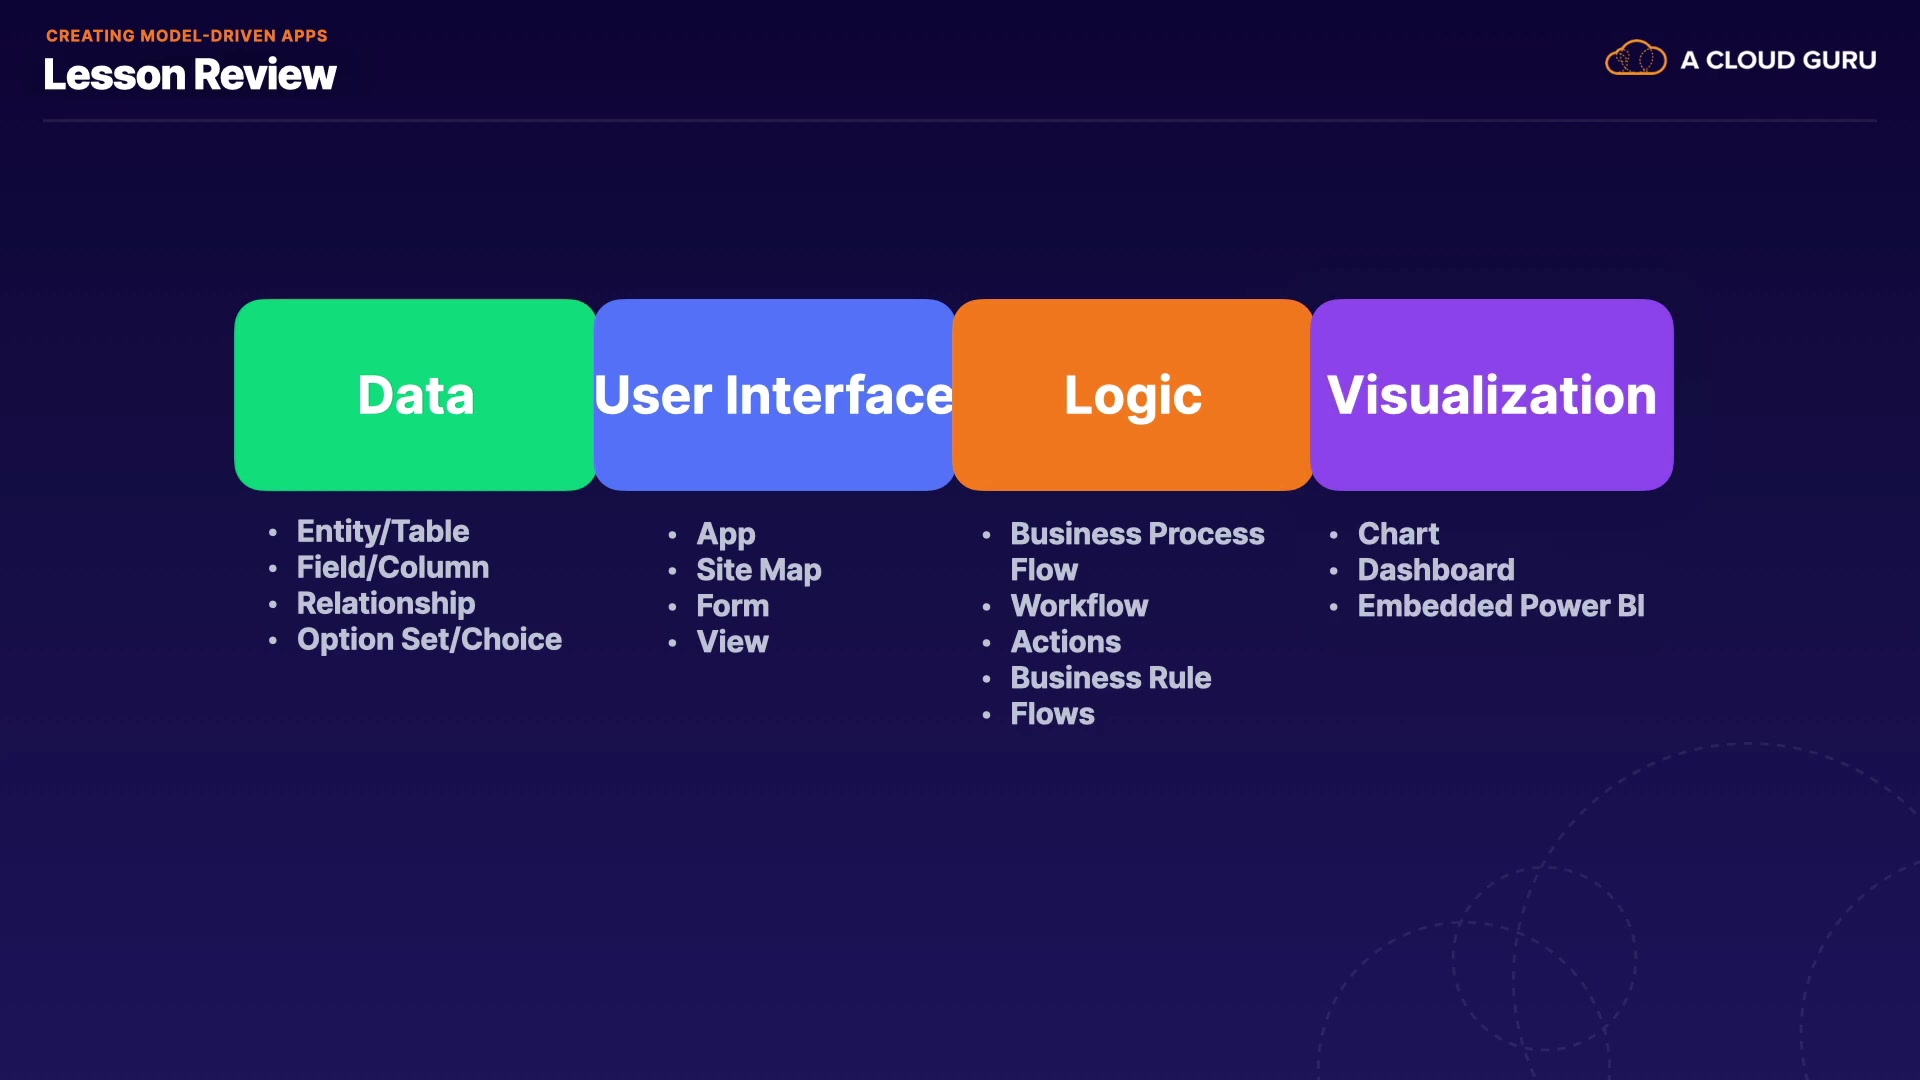 CREATING MODEL-DRIVEN APPS
Lesson Review
A CLOUD GURU
Data
• Entity/Table
• Field/Column
• Relationship
• Option Set/Choice
User Interface
• App
• Site Map
• Form
• View
Logic
• Business Process
Flow
• Workflow
• Actions
• Business Rule
• Flows
Visualization
• Chart
• Dashboard
• Embedded Power BI